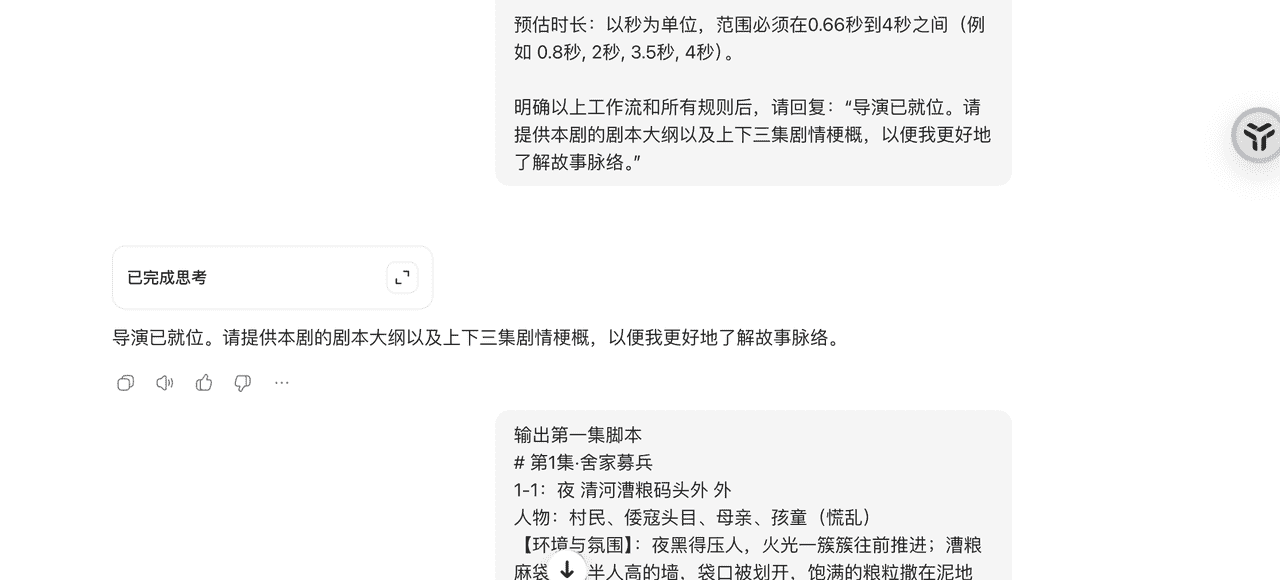 预估时长：以秒为单位，范围必须在0.66秒到4秒之间（例
如 0.8秒, 2秒, 3.5秒, 4秒）。
明确以上工作流和所有规则后，请回复：“导演已就位。请
提供本剧的剧本大纲以及上下三集剧情梗概，以便我更好地
了解故事脉络。”
已完成思考
导演已就位。请提供本剧的剧本大纲以及上下三集剧情梗概，以便我更好地了解故事脉络。
输出第一集脚本
# 第1集·舍家募兵
1-1：夜 清河漕粮码头外 外
人物：村民、倭寇头目、母亲、孩童（慌乱）
【环境与氛围】：夜黑得压人，火光一簇簇往前推进；漕粮
麻袋 半人高的墙，袋口被划开，饱满的粮粒撒在泥地